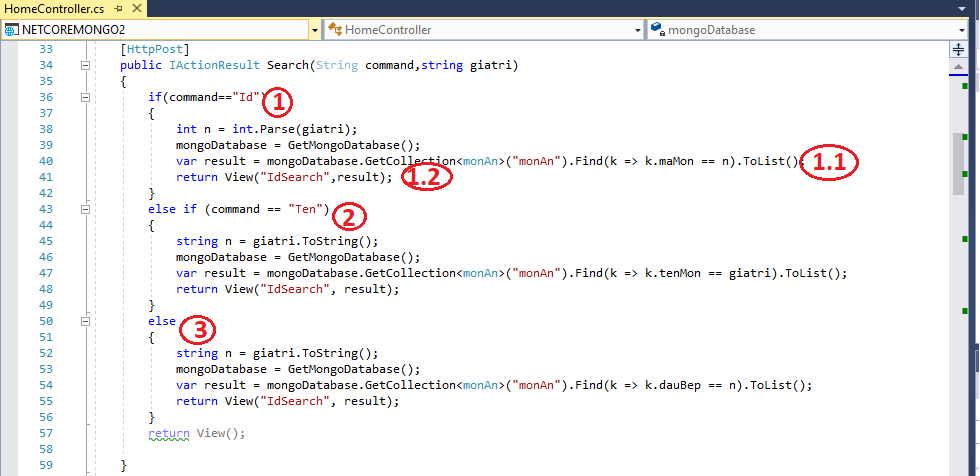 HomeController.cs
NETCOREMONGO2 HomeController mongoDatabase
33 [HttpPost]
34 public IActionResult Search(String command,string giatri)
35 {
36 if(command=="Id") 1
37 {
38 int n = int.Parse(giatri);
39 mongoDatabase = GetMongoDatabase();
40 var result = mongoDatabase.GetCollection<monAn>("monAn").Find(k => k.maMon == n).ToList(); 1.1
41 return View("IdSearch",result); 1.2
42 }
43 else if (command == "Ten") 2
44 {
45 string n = giatri.ToString();
46 mongoDatabase = GetMongoDatabase();
47 var result = mongoDatabase.GetCollection<monAn>("monAn").Find(k => k.tenMon == giatri).ToList();
48 return View("IdSearch", result);
49 }
50 else 3
51 {
52 string n = giatri.ToString();
53 mongoDatabase = GetMongoDatabase();
54 var result = mongoDatabase.GetCollection<monAn>("monAn").Find(k => k.dauBep == n).ToList();
55 return View("IdSearch", result);
56 }
57 return View();
58
59 }